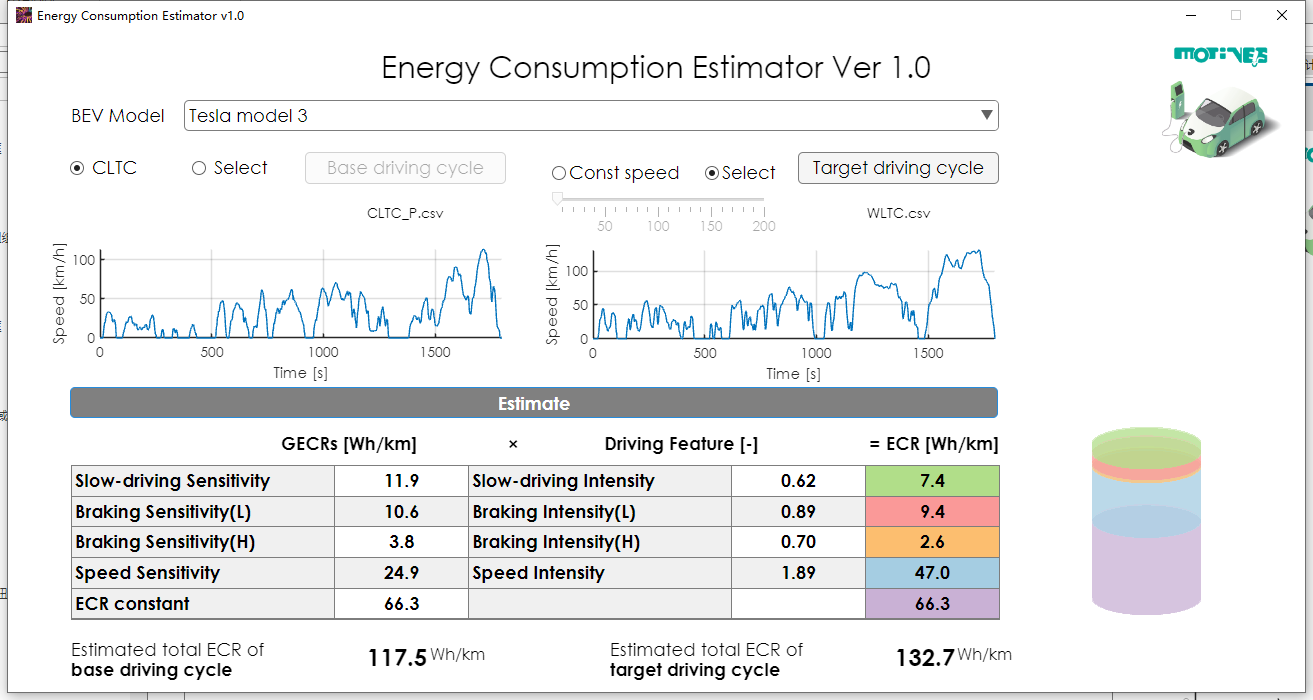 Energy Consumption Estimator v1.0
MOTIVES
Energy Consumption Estimator Ver 1.0
BEV Model Tesla model 3
CLTC Select Base driving cycle Const speed Select Target driving cycle
50 100 150 200
CLTC_P.csv WLTC.csv
Speed [km/h]
100
50
0
0 500 1000 1500
Time [s]
Speed [km/h]
100
50
0
0 500 1000 1500
Time [s]
Estimate
GECRs [Wh/km] × Driving Feature [-] = ECR [Wh/km]
Slow-driving Sensitivity 11.9 Slow-driving Intensity 0.62 7.4
Braking Sensitivity(L) 10.6 Braking Intensity(L) 0.89 9.4
Braking Sensitivity(H) 3.8 Braking Intensity(H) 0.70 2.6
Speed Sensitivity 24.9 Speed Intensity 1.89 47.0
ECR constant 66.3 66.3
Estimated total ECR of
base driving cycle
117.5 Wh/km
Estimated total ECR of
target driving cycle
132.7 Wh/km